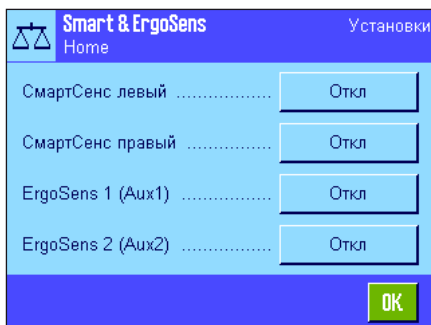 Smart & ErgoSens Установки
Home
СмартСенс левый ................. Откл
СмартСенс правый ............... Откл
ErgoSens 1 (Aux1) ................ Откл
ErgoSens 2 (Aux2) ................ Откл
OK